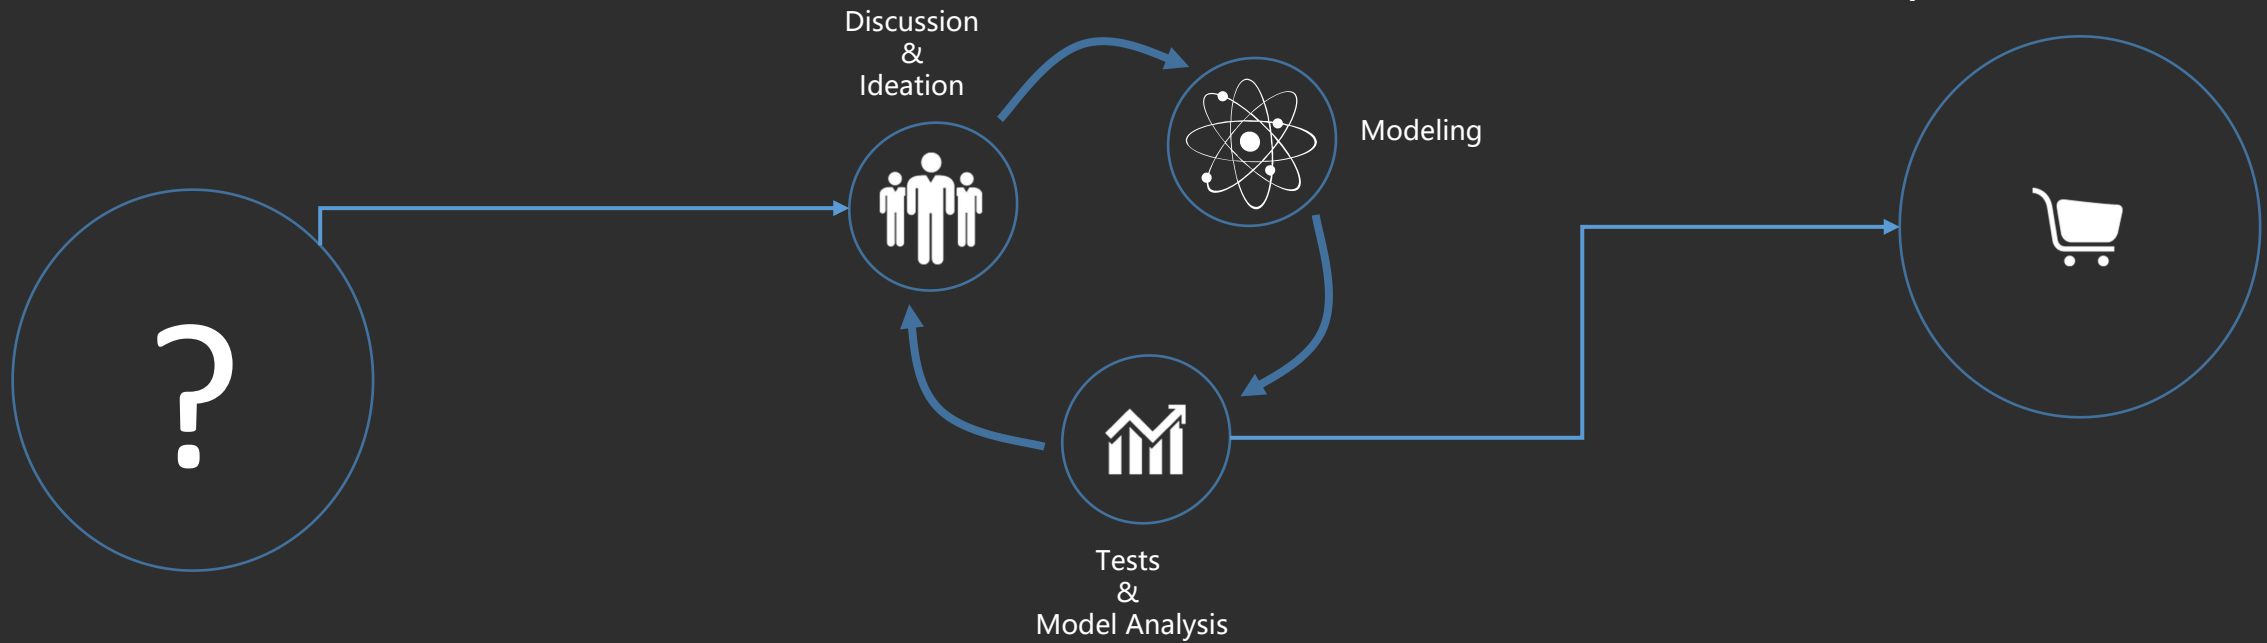 Discussion
&
Ideation
Modeling
?
Tests
&
Model Analysis